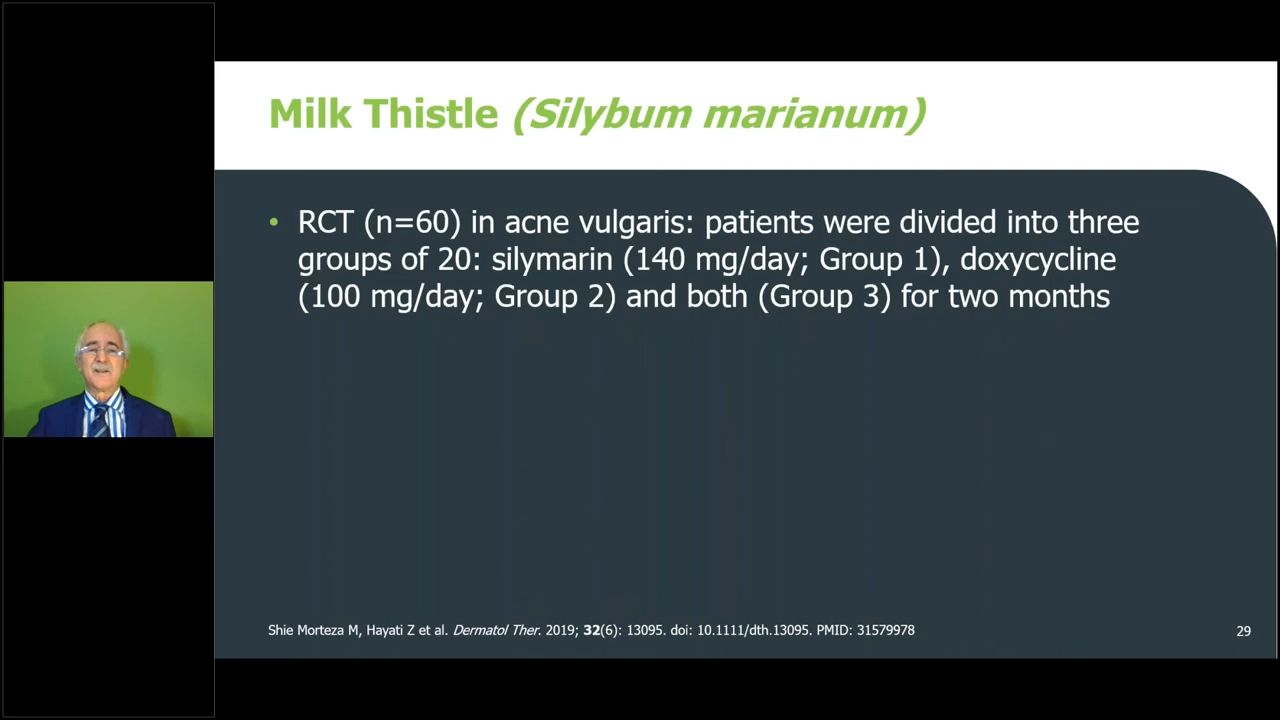 Milk Thistle (Silybum marianum)
• RCT (n=60) in acne vulgaris: patients were divided into three
groups of 20: silymarin (140 mg/day; Group 1), doxycycline
(100 mg/day; Group 2) and both (Group 3) for two months
Shie Morteza M, Hayati Z et al. Dermatol Ther. 2019; 32(6): 13095. doi: 10.1111/dth.13095. PMID: 31579978
29